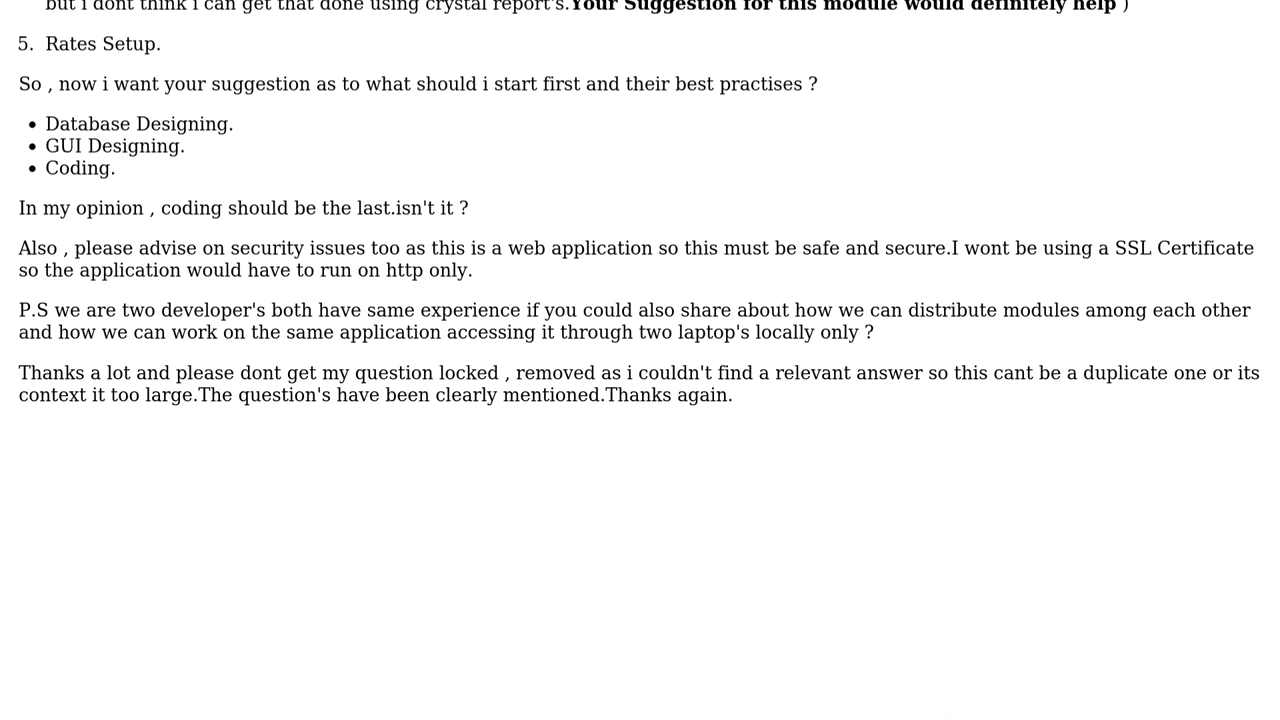 but i dont think i can get that done using crystal report's.Your Suggestion for this module would definitely help )
5. Rates Setup.
So , now i want your suggestion as to what should i start first and their best practises ?
• Database Designing.
• GUI Designing.
• Coding.
In my opinion , coding should be the last.isn't it ?
Also , please advise on security issues too as this is a web application so this must be safe and secure.I wont be using a SSL Certificate
so the application would have to run on http only.
P.S we are two developer's both have same experience if you could also share about how we can distribute modules among each other
and how we can work on the same application accessing it through two laptop's locally only ?
Thanks a lot and please dont get my question locked , removed as i couldn't find a relevant answer so this cant be a duplicate one or its
context it too large.The question's have been clearly mentioned.Thanks again.